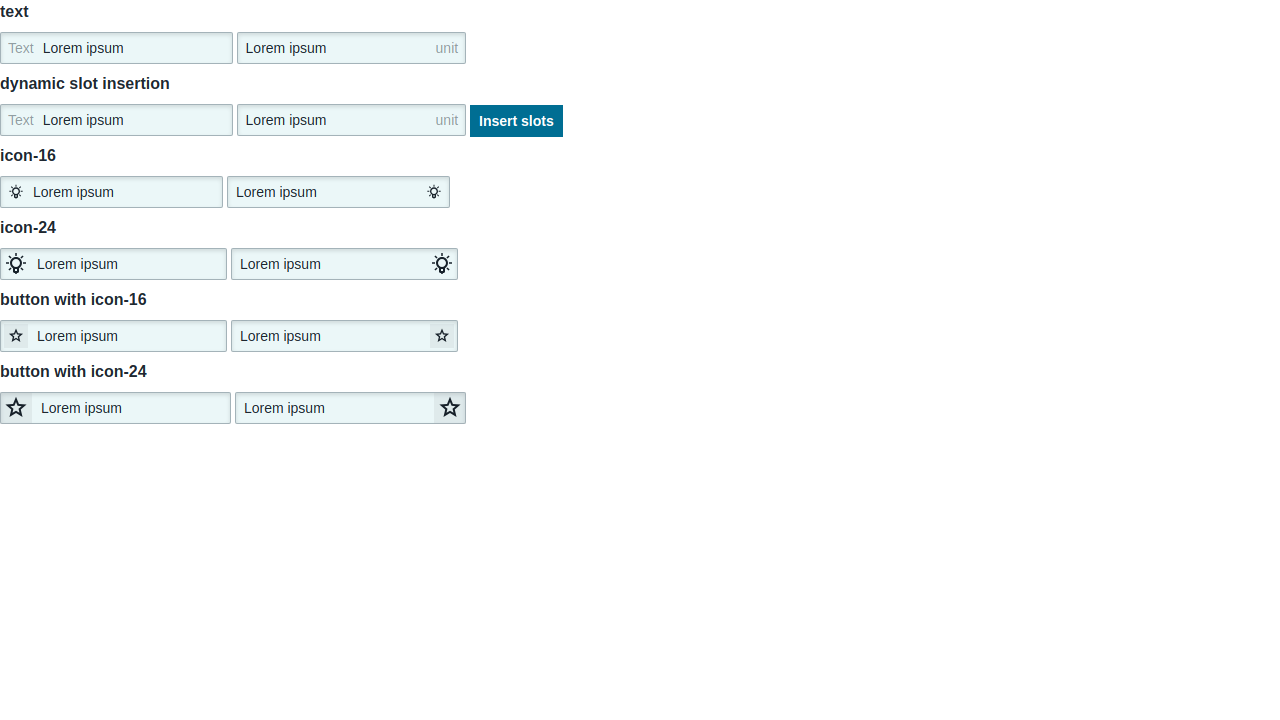 text
Text Lorem ipsum Lorem ipsum unit
dynamic slot insertion
Text Lorem ipsum Lorem ipsum unit Insert slots
icon-16
Lorem ipsum Lorem ipsum
icon-24
Lorem ipsum Lorem ipsum
button with icon-16
Lorem ipsum Lorem ipsum
button with icon-24
Lorem ipsum Lorem ipsum